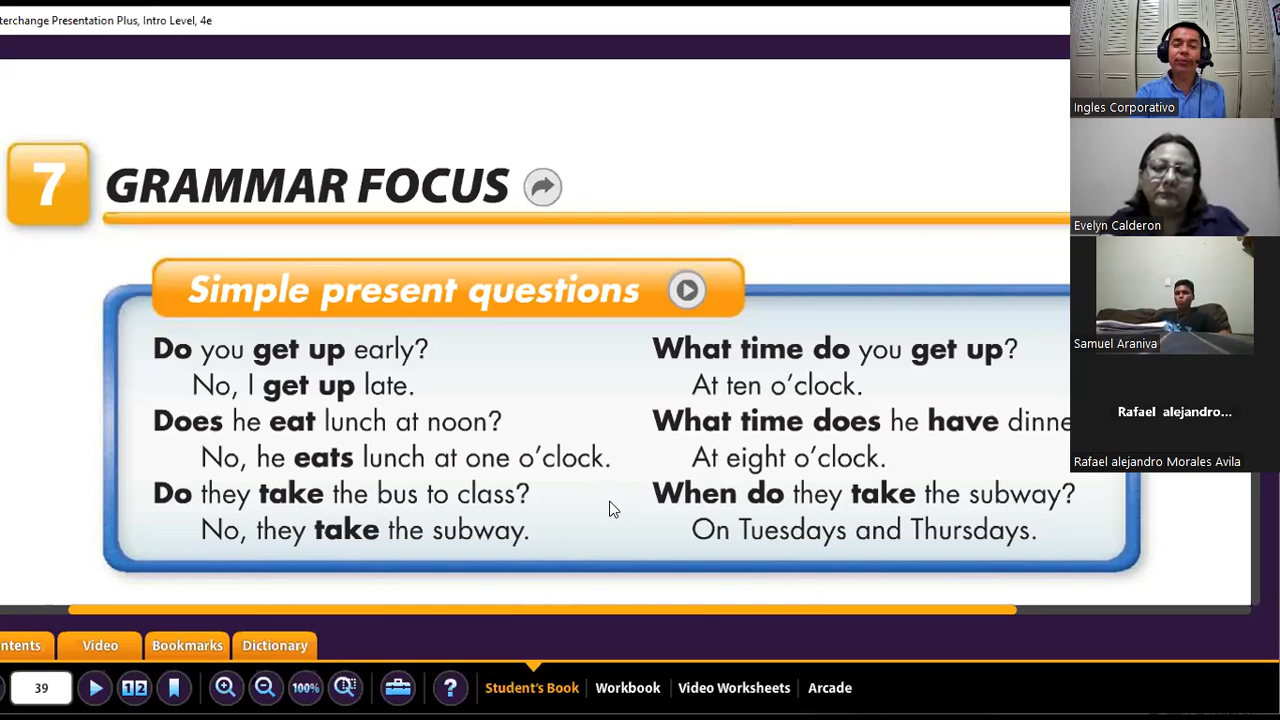 terchange Presentation Plus, Intro Level, 4e
7 GRAMMAR FOCUS
Simple present questions
Do you get up early?
No, I get up late.
Does he eat lunch at noon?
No, he eats lunch at one o'clock.
Do they take the bus to class?
No, they take the subway.
What time do you get up?
At ten o'clock.
What time does he have dinne
At eight o'clock.
When do they take the subway?
On Tuesdays and Thursdays.
Ingles Corporativo
Evelyn Calderon
Samuel Araniva
Rafael alejandro...
Rafael alejandro Morales Avila
ntents Video Bookmarks Dictionary
39 12 100% ? Student's Book Workbook Video Worksheets Arcade